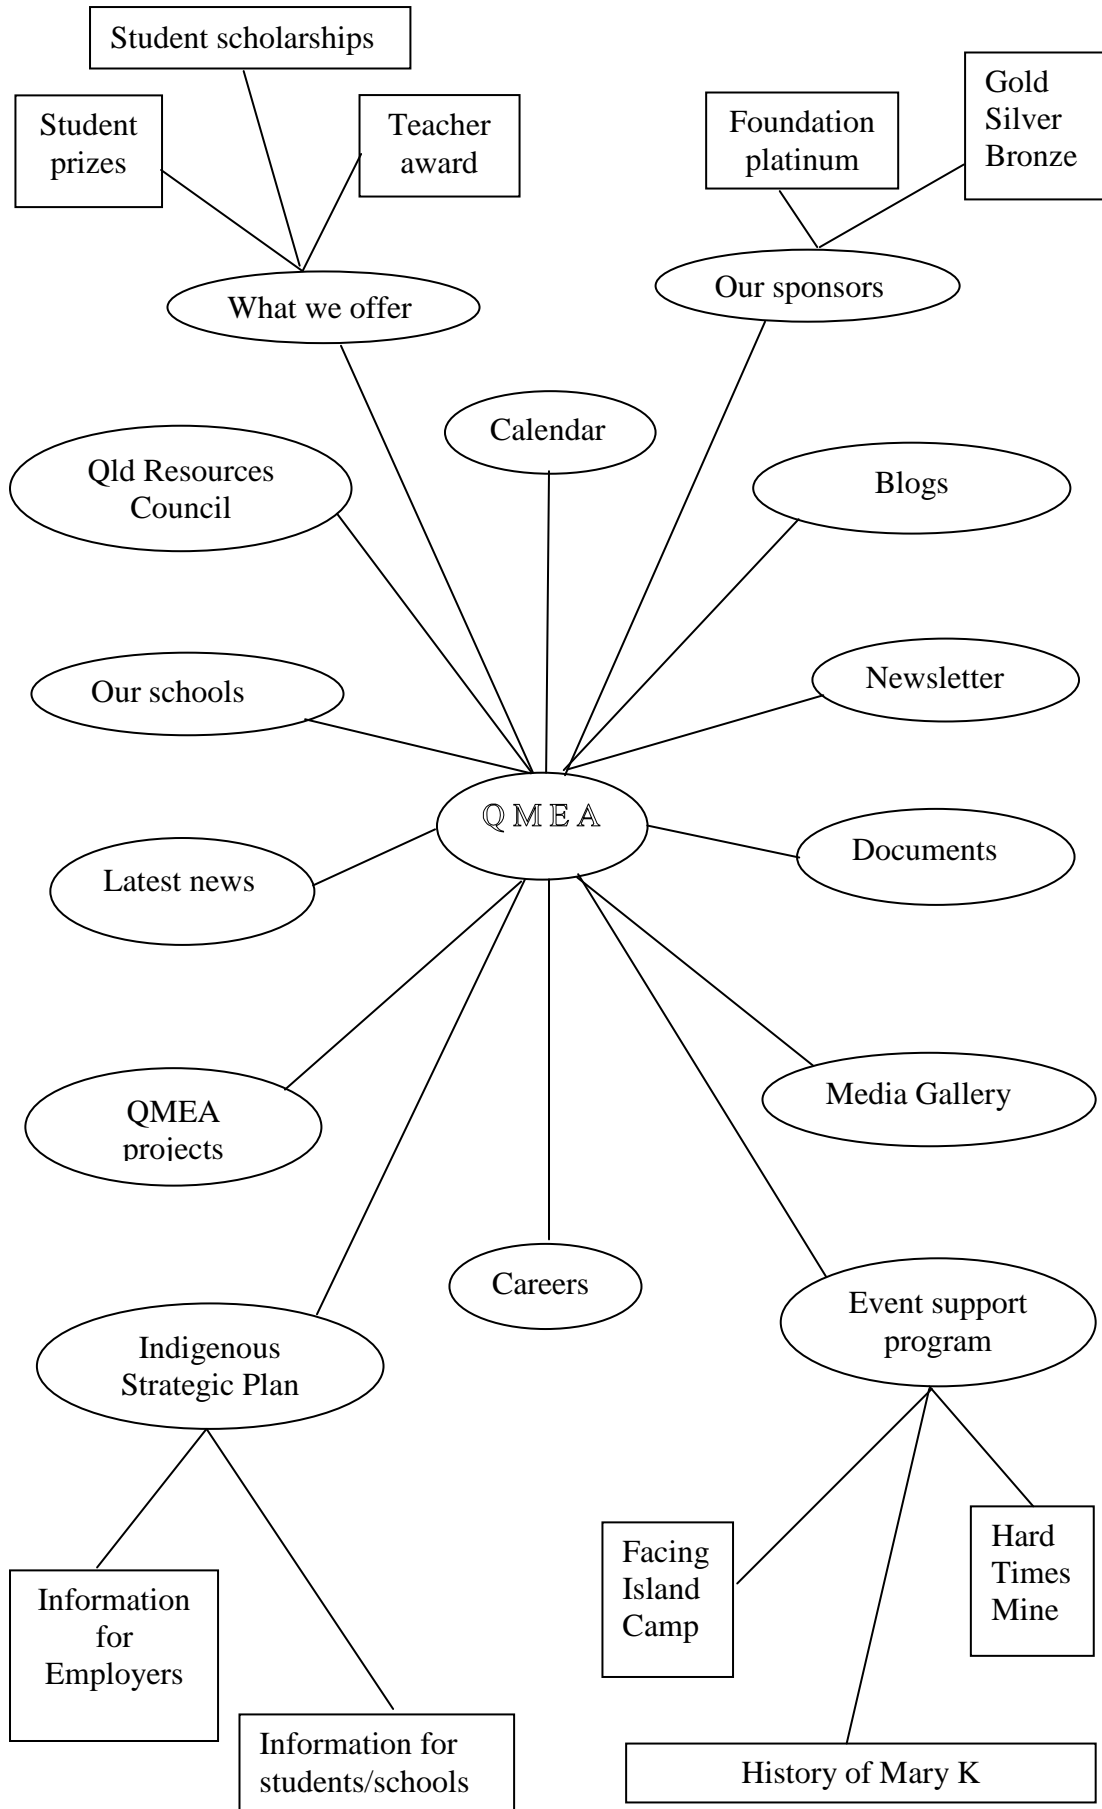 Student scholarships
Student
prizes
Teacher
award
Foundation
platinum
Gold
Silver
Bronze
What we offer
Our sponsors
Calendar
Qld Resources
Council
Blogs
Our schools
Newsletter
Q M E A
Latest news
Documents
QMEA
projects
Media Gallery
Careers
Indigenous
Strategic Plan
Event support
program
Information
for
Employers
Information for
students/schools
Facing
Island
Camp
Hard
Times
Mine
History of Mary K